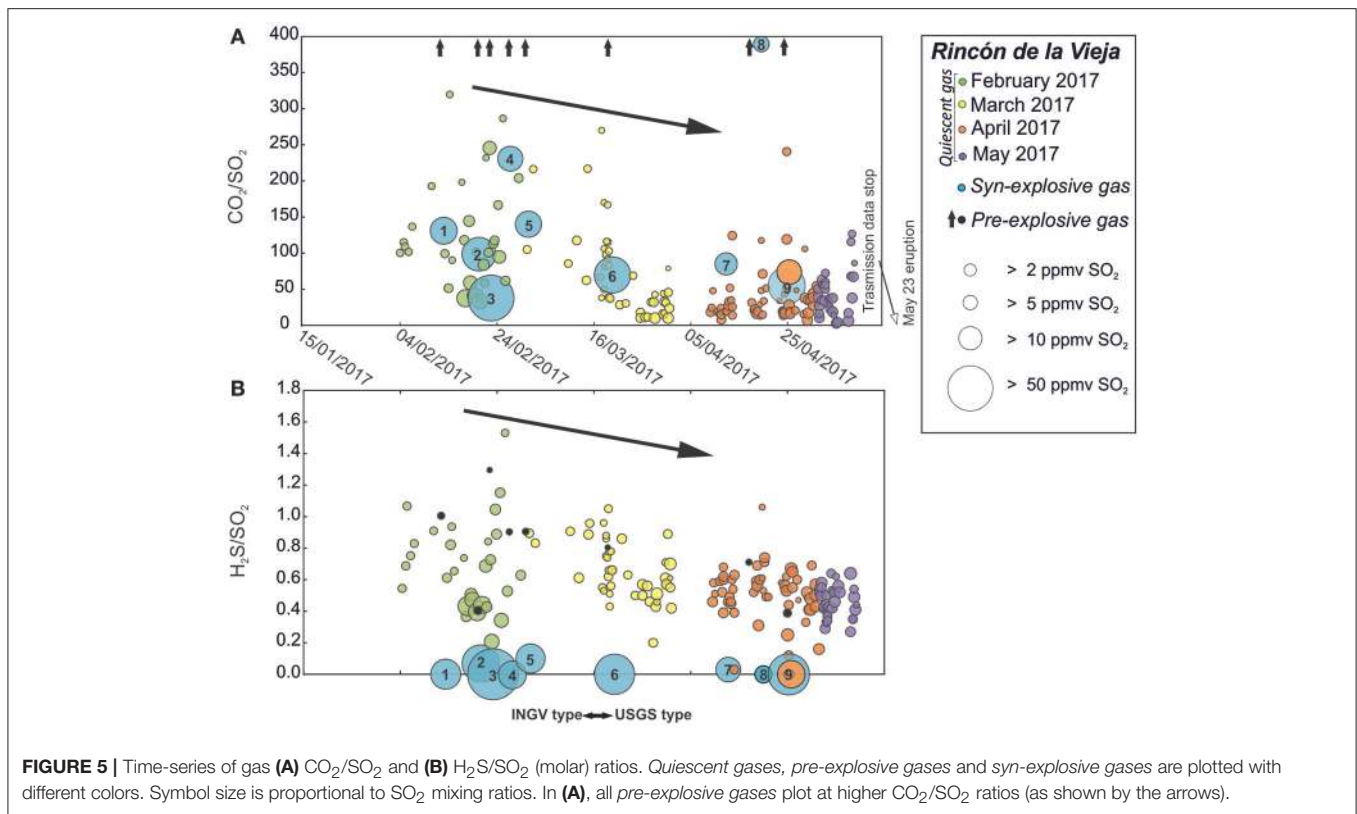 A
400
350
300
250
200
150
100
50
0
CO₂/SO₂
8
4
1
5
2
3
6
7
9
Trasmission data stop
May 23 eruption
15/01/2017
04/02/2017
24/02/2017
16/03/2017
05/04/2017
25/04/2017
B
1.8
1.6
1.4
1.2
1.0
0.8
0.6
0.4
0.2
0.0
H₂S/SO₂
1
2
3
4
5
6
7
8
9
INGV type
USGS type
Rincón de la Vieja
Quiescent gas
February 2017
March 2017
April 2017
May 2017
Syn-explosive gas
Pre-explosive gas
> 2 ppmv SO₂
> 5 ppmv SO₂
> 10 ppmv SO₂
> 50 ppmv SO₂
FIGURE 5 | Time-series of gas (A) CO₂/SO₂ and (B) H₂S/SO₂ (molar) ratios. Quiescent gases, pre-explosive gases and syn-explosive gases are plotted with
different colors. Symbol size is proportional to SO₂ mixing ratios. In (A), all pre-explosive gases plot at higher CO₂/SO₂ ratios (as shown by the arrows).